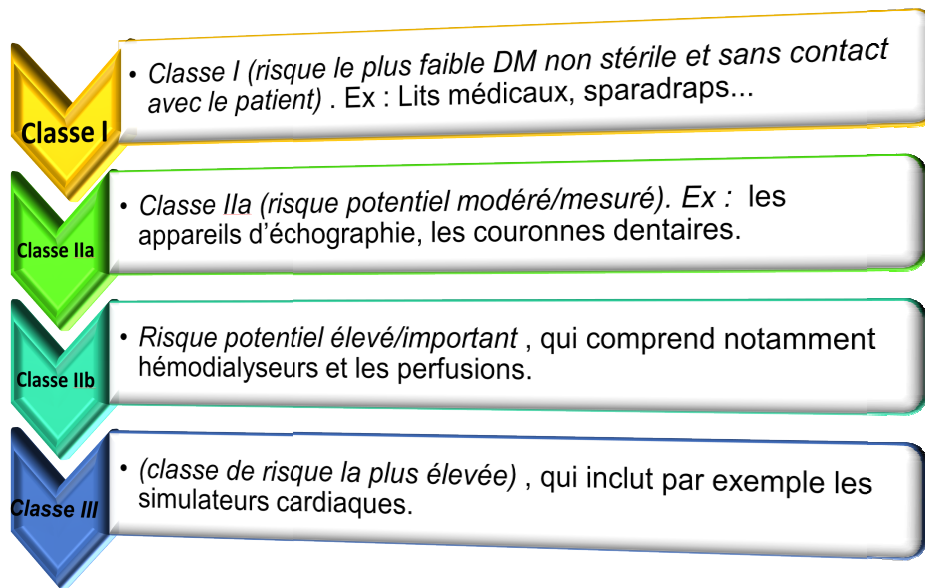 Classe I
• Classe I (risque le plus faible DM non stérile et sans contact
avec le patient) . Ex : Lits médicaux, sparadraps...
Classe IIa
• Classe IIa (risque potentiel modéré/mesuré). Ex : les
appareils d’échographie, les couronnes dentaires.
Classe IIb
• Risque potentiel élevé/important , qui comprend notamment
hémodialyseurs et les perfusions.
Classe III
• (classe de risque la plus élevée) , qui inclut par exemple les
simulateurs cardiaques.